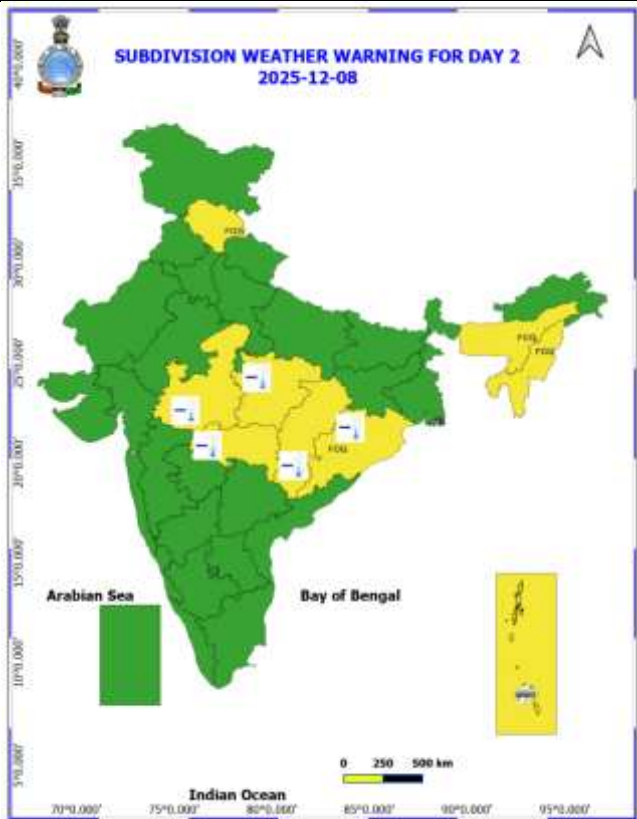 SUBDIVISION WEATHER WARNING FOR DAY 2
2025-12-08
40°0.000'
35°0.000'
30°0.000'
25°0.000'
20°0.000'
15°0.000'
10°0.000'
5°0.000'
FOG
FOG
FOG
FOG
Arabian Sea
Bay of Bengal
0 250 500 km
Indian Ocean
70°0.000' 75°0.000' 80°0.000' 85°0.000' 90°0.000' 95°0.000'